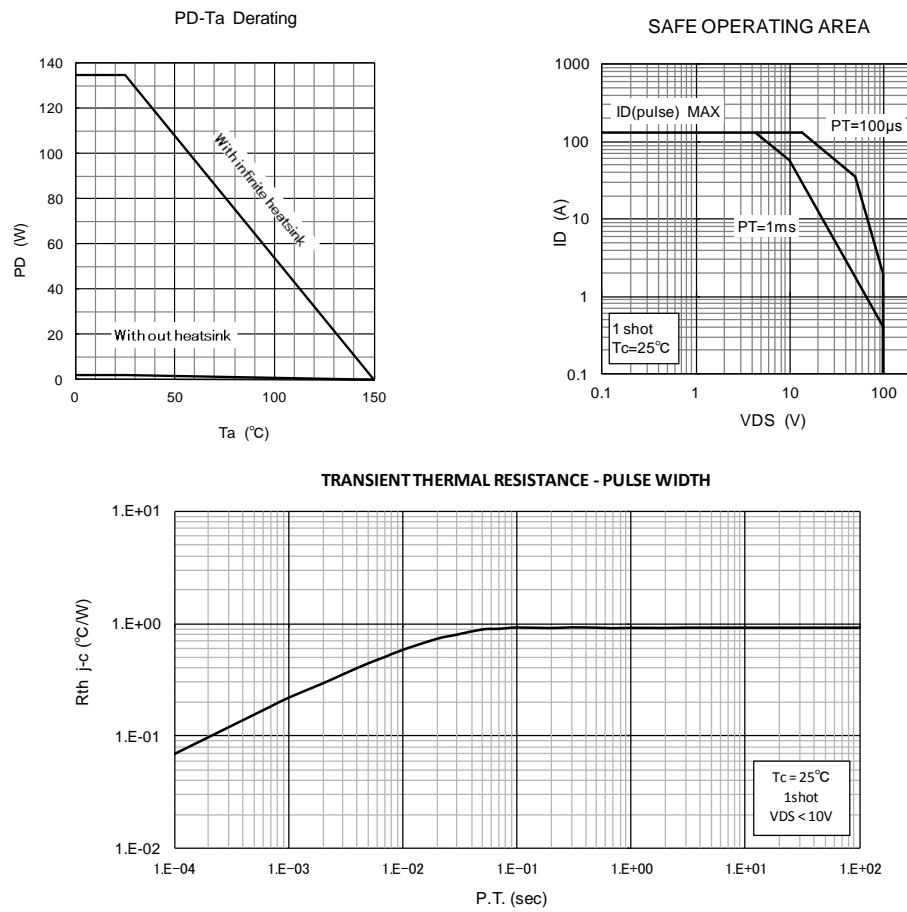 PD-Ta Derating
140
120
100
80
60
40
20
0
PD (W)
With infinite heatsink
With out heatsink
0 50 100 150
Ta (℃)
SAFE OPERATING AREA
1000
100
10
1
0.1
ID (A)
ID(pulse) MAX
PT=100μs
PT=1ms
1 shot
Tc=25℃
0.1 1 10 100
VDS (V)
TRANSIENT THERMAL RESISTANCE - PULSE WIDTH
1.E+01
1.E+00
1.E-01
1.E-02
Rth j-c (℃/W)
Tc = 25℃
1shot
VDS < 10V
1.E-04 1.E-03 1.E-02 1.E-01 1.E+00 1.E+01 1.E+02
P.T. (sec)